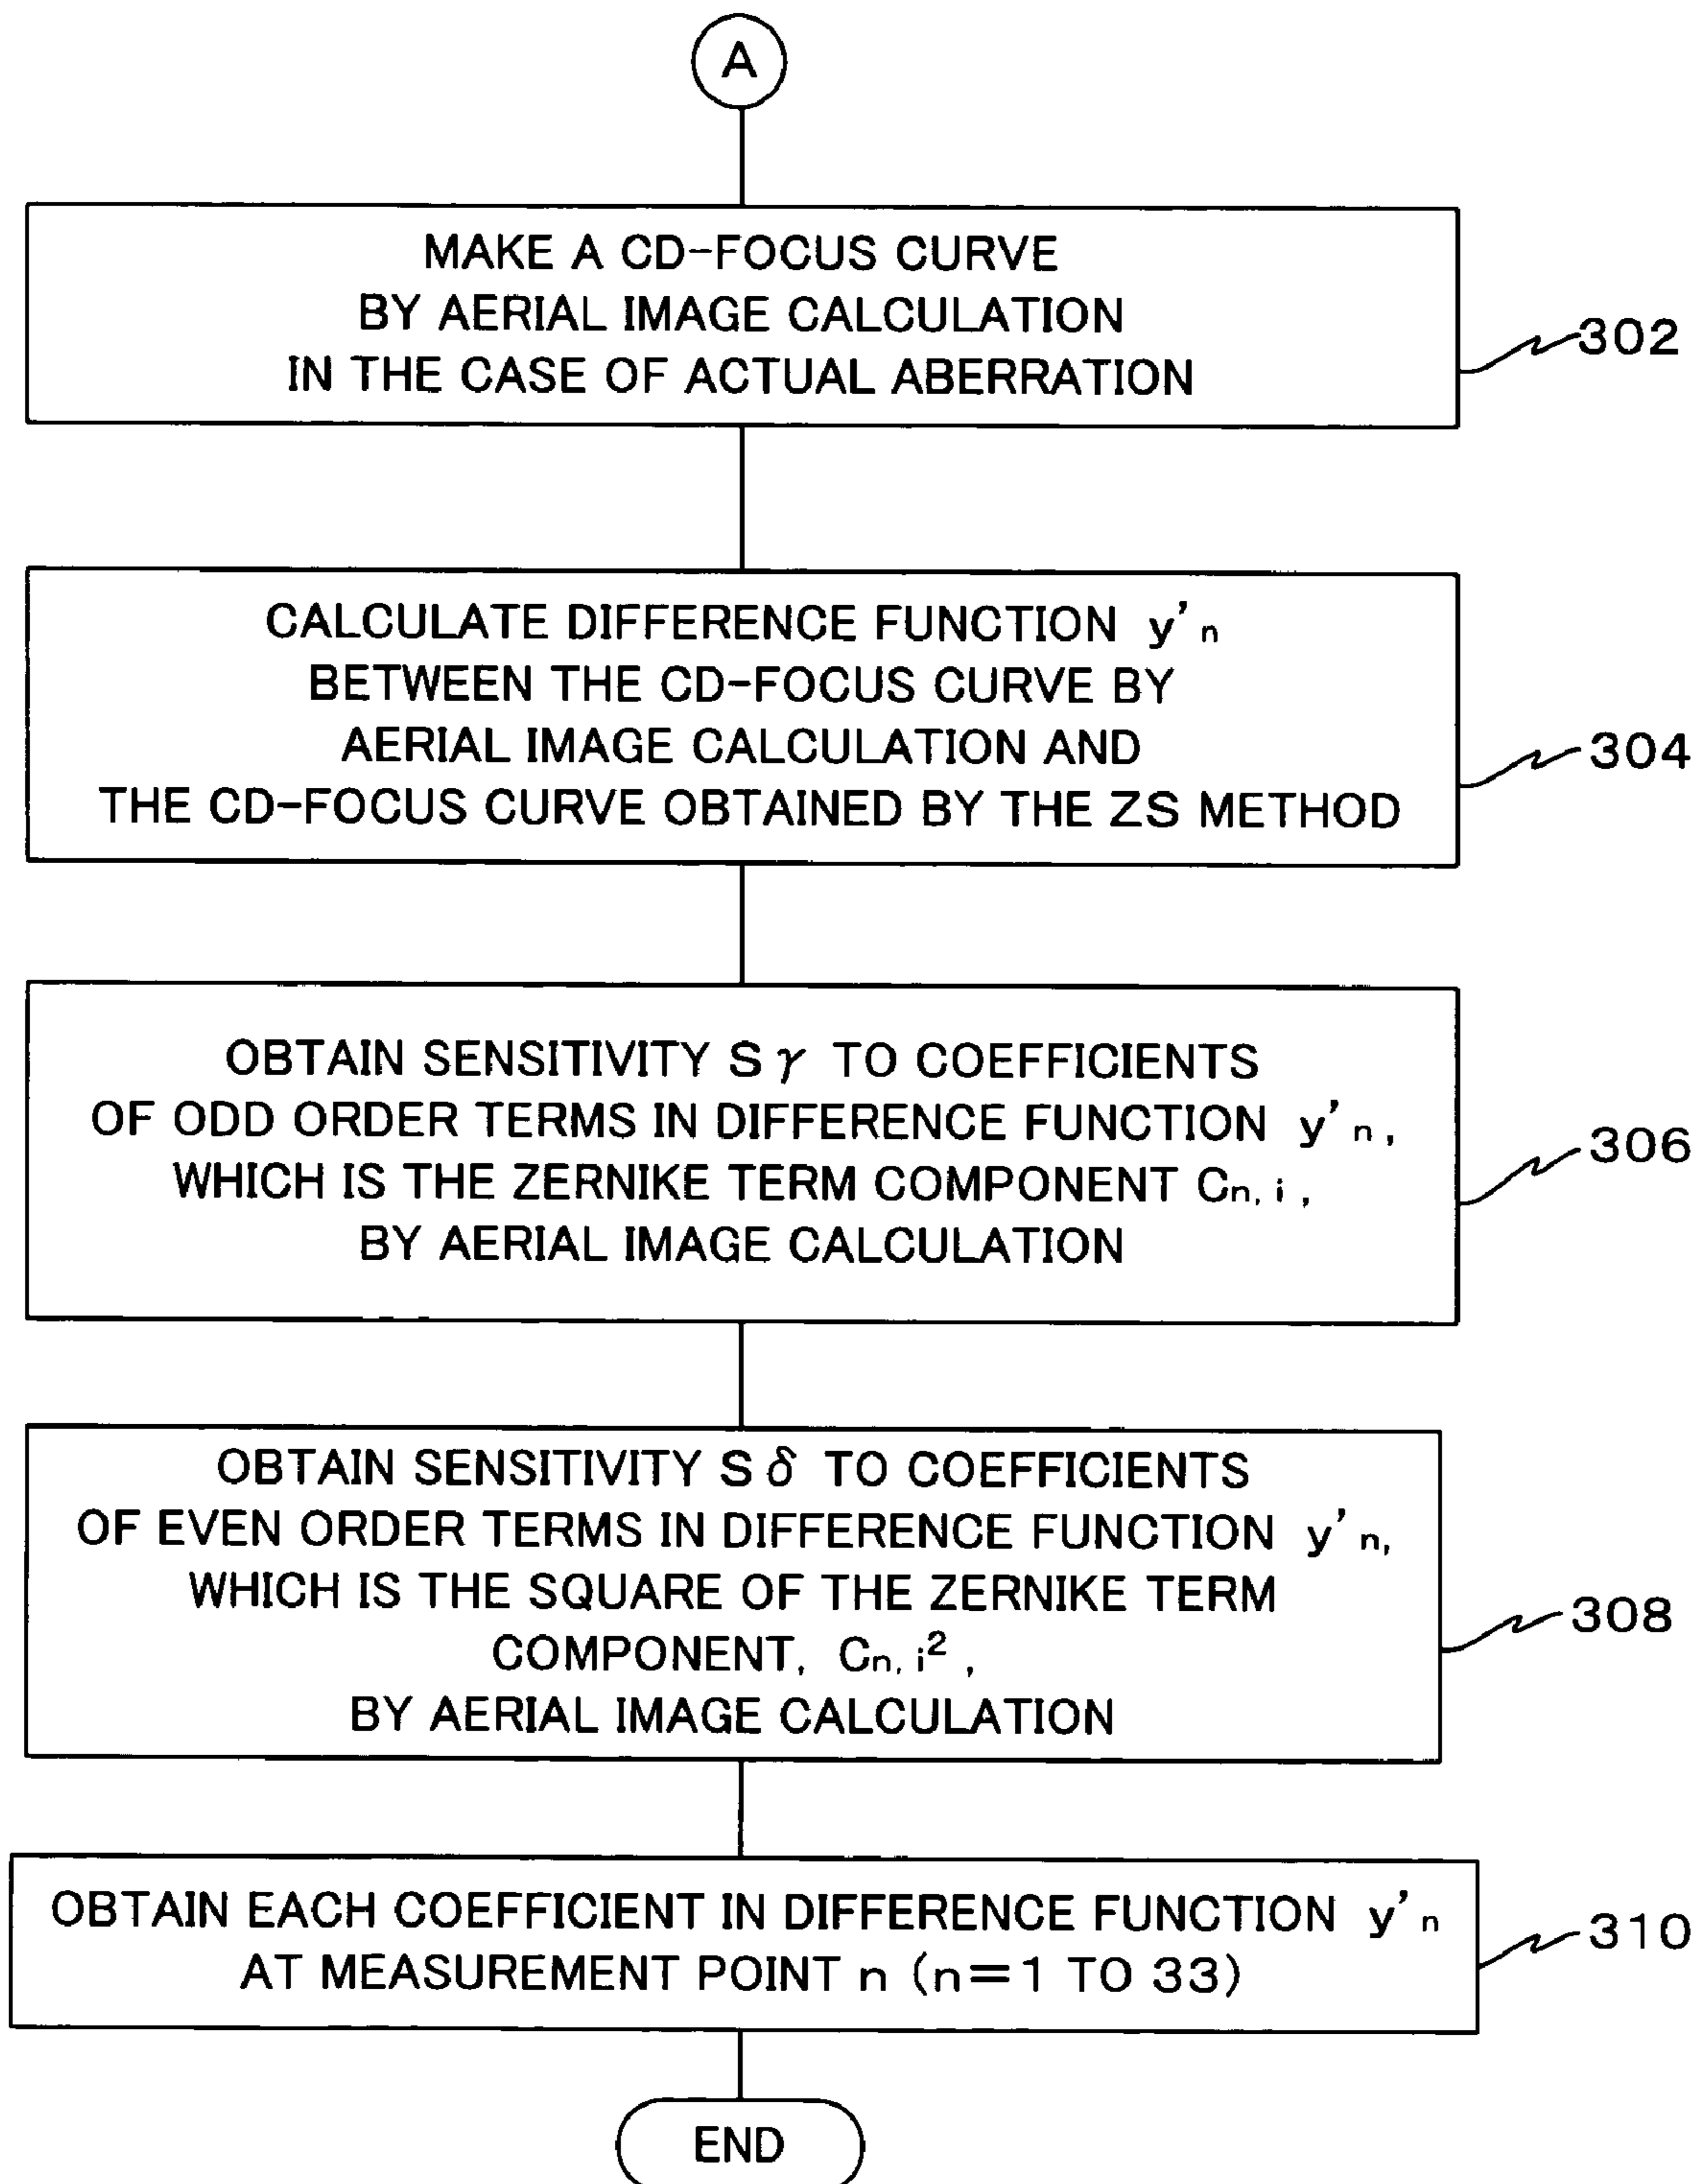 A
MAKE A CD-FOCUS CURVE
BY AERIAL IMAGE CALCULATION
IN THE CASE OF ACTUAL ABERRATION
302
CALCULATE DIFFERENCE FUNCTION y'n
BETWEEN THE CD-FOCUS CURVE BY
AERIAL IMAGE CALCULATION AND
THE CD-FOCUS CURVE OBTAINED BY THE ZS METHOD
304
OBTAIN SENSITIVITY Sγ TO COEFFICIENTS
OF ODD ORDER TERMS IN DIFFERENCE FUNCTION y'n,
WHICH IS THE ZERNIKE TERM COMPONENT Cn, i,
BY AERIAL IMAGE CALCULATION
306
OBTAIN SENSITIVITY Sδ TO COEFFICIENTS
OF EVEN ORDER TERMS IN DIFFERENCE FUNCTION y'n,
WHICH IS THE SQUARE OF THE ZERNIKE TERM
COMPONENT, Cn, i²,
BY AERIAL IMAGE CALCULATION
308
OBTAIN EACH COEFFICIENT IN DIFFERENCE FUNCTION y'n
AT MEASUREMENT POINT n (n=1 TO 33)
310
END